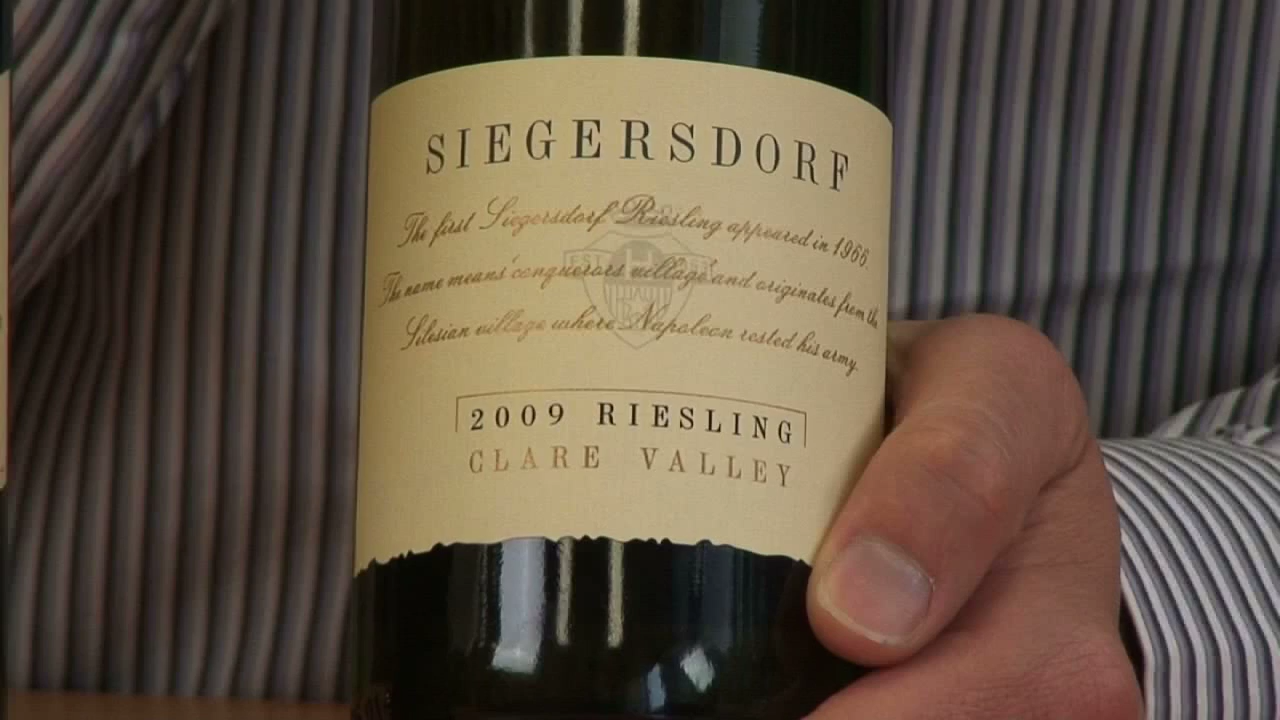 SIEGERSDORF
The first Siegersdorf Riesling appeared in 1966.
The name means 'conquerors village' and originates from the
Silesian village where Napoleon rested his army.
2009 RIESLING
CLARE VALLEY